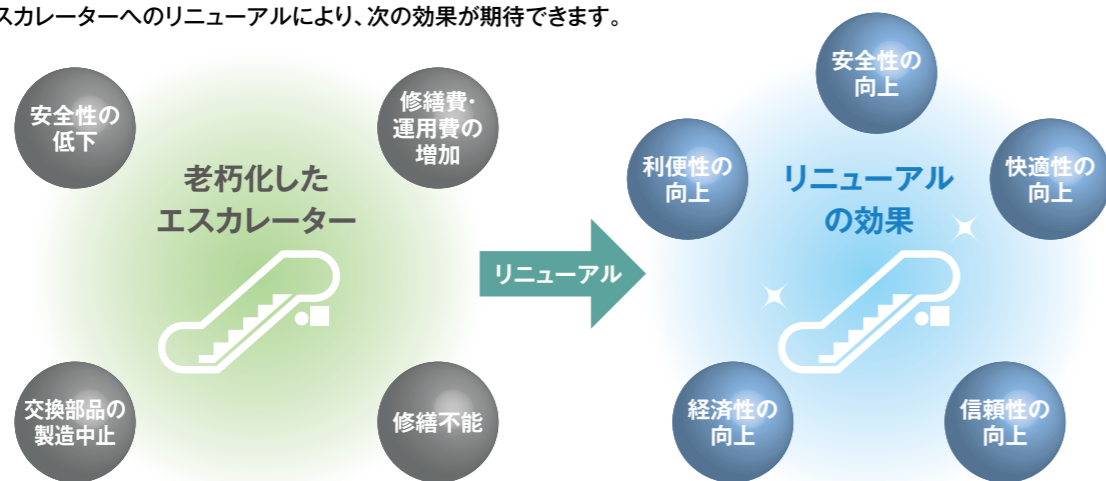 スカレーターへのリニューアルにより、次の効果が期待できます。
安全性の
低下
修繕費・
運用費の
増加
老朽化した
エスカレーター
交換部品の
製造中止
修繕不能
リニューアル
安全性の
向上
利便性の
向上
快適性の
向上
リニューアル
の効果
経済性の
向上
信頼性の
向上